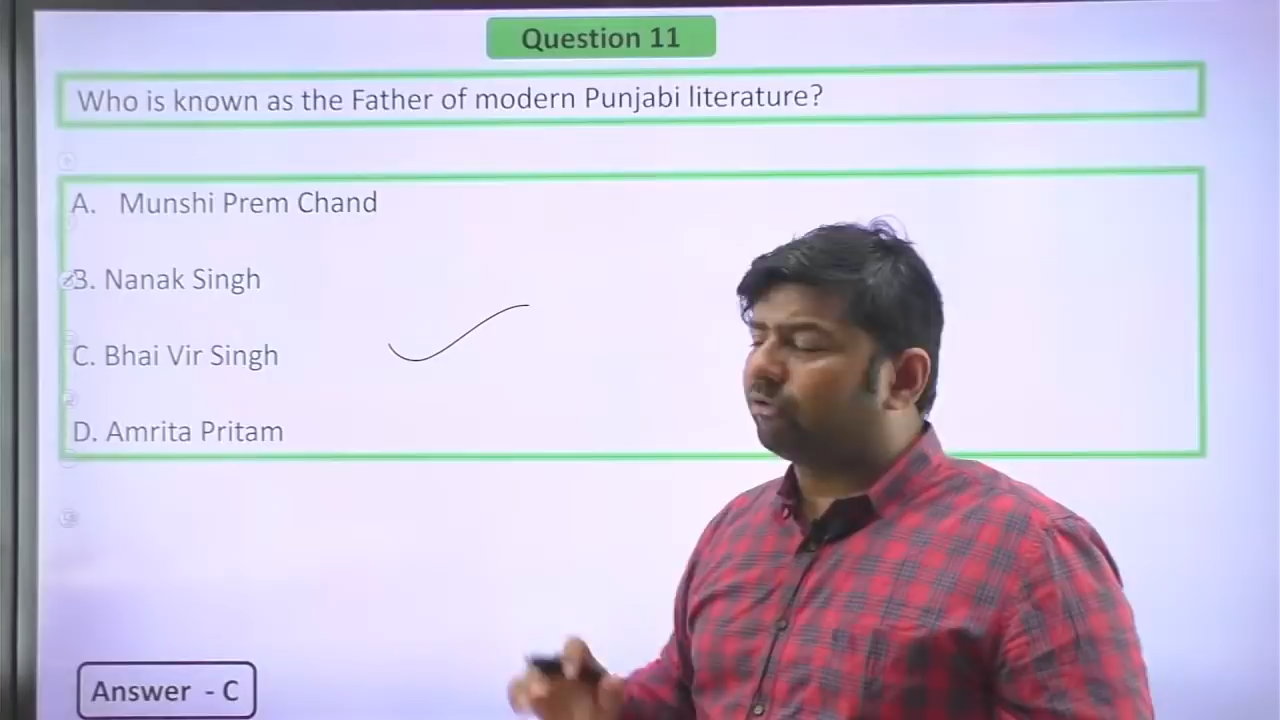 Question 11
Who is known as the Father of modern Punjabi literature?
A. Munshi Prem Chand
B. Nanak Singh
C. Bhai Vir Singh
D. Amrita Pritam
Answer - C